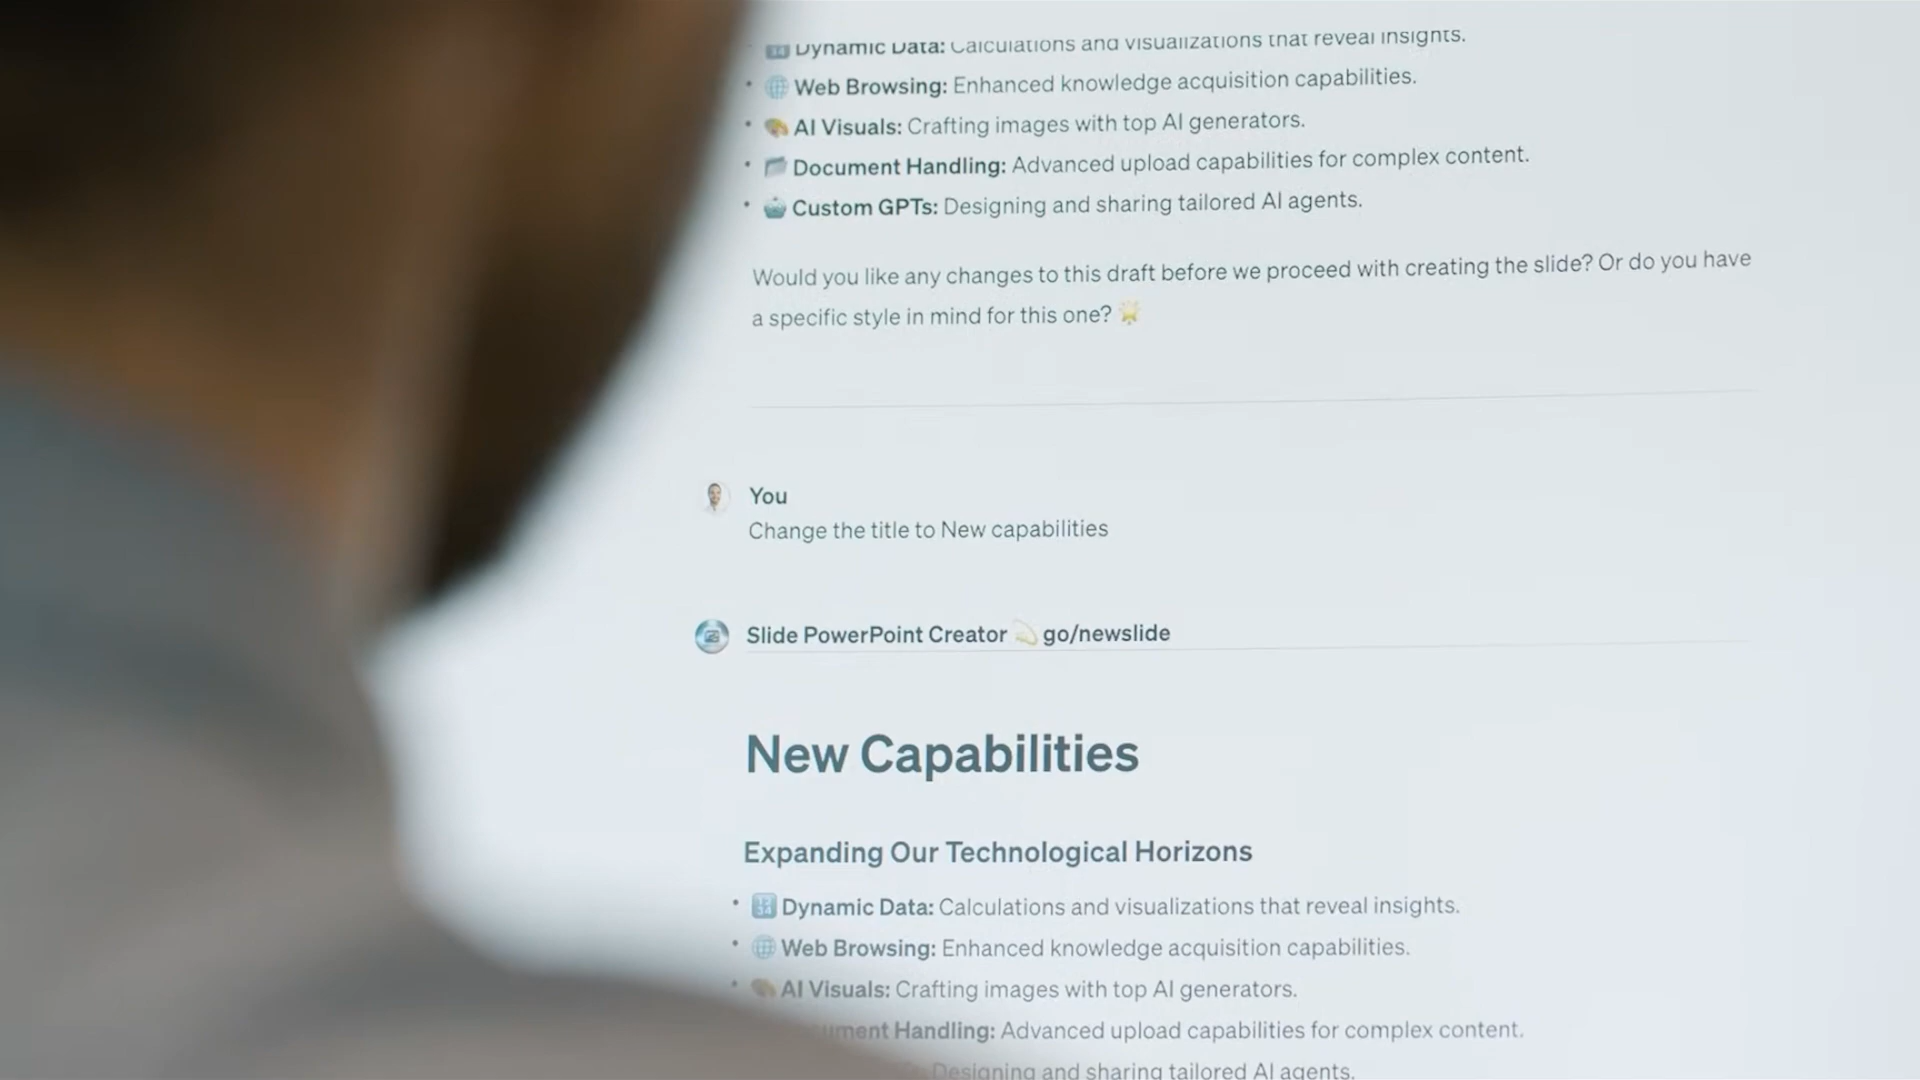 Dynamic Data: Calculations and visualizations that reveal insights.
Web Browsing: Enhanced knowledge acquisition capabilities.
AI Visuals: Crafting images with top AI generators.
Document Handling: Advanced upload capabilities for complex content.
Custom GPTs: Designing and sharing tailored AI agents.
Would you like any changes to this draft before we proceed with creating the slide? Or do you have
a specific style in mind for this one?
You
Change the title to New capabilities
Slide PowerPoint Creator 💫 go/newslide
New Capabilities
Expanding Our Technological Horizons
Dynamic Data: Calculations and visualizations that reveal insights.
Web Browsing: Enhanced knowledge acquisition capabilities.
AI Visuals: Crafting images with top AI generators.
ument Handling: Advanced upload capabilities for complex content.
Designing and sharing tailored AI agents.